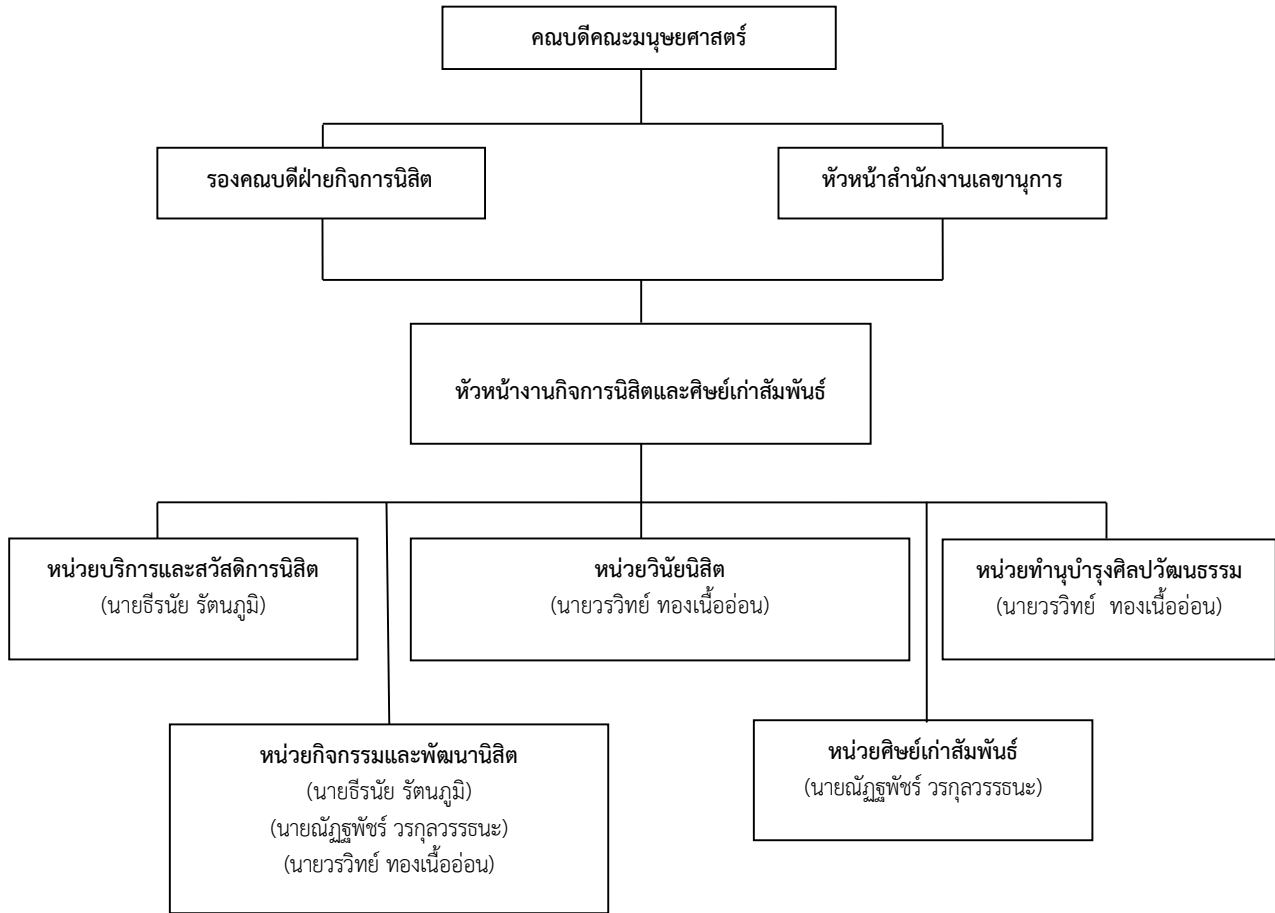 คณบดีคณะมนุษยศาสตร์
รองคณบดีฝ่ายกิจการนิสิต
หัวหน้าสำนักงานเลขานุการ
หัวหน้างานกิจการนิสิตและศิษย์เก่าสัมพันธ์
หน่วยบริการและสวัสดิการนิสิต
(นายธีรนัย รัตนภูมิ)
หน่วยวินัยนิสิต
(นายวรวิทย์ ทองเนื้ออ่อน)
หน่วยทำนุบำรุงศิลปวัฒนธรรม
(นายวรวิทย์ ทองเนื้ออ่อน)
หน่วยกิจกรรมและพัฒนานิสิต
(นายธีรนัย รัตนภูมิ)
(นายณัฏฐพัชร์ วรกุลวรรธนะ)
(นายวรวิทย์ ทองเนื้ออ่อน)
หน่วยศิษย์เก่าสัมพันธ์
(นายณัฏฐพัชร์ วรกุลวรรธนะ)